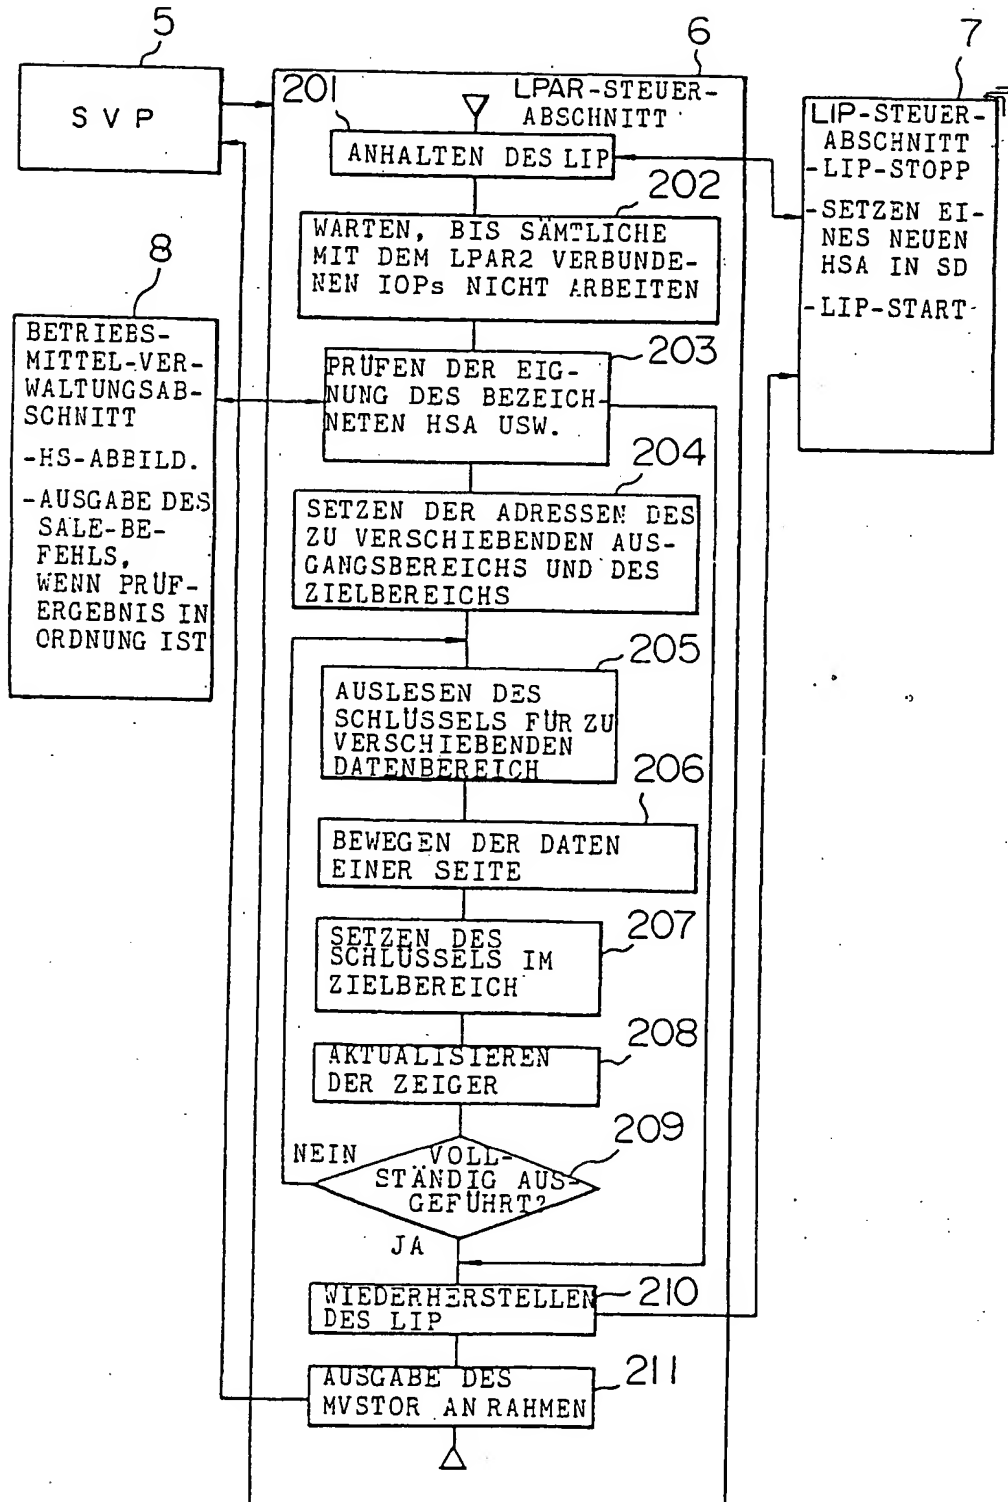 5
SVP
6
LPAR-STEUER-
ABSCHNITT
7
LIP-STEUER-
ABSCHNITT
-LIP-STOPP
-SETZEN EI-
NES NEUEN
HSA IN SD
-LIP-START
201
ANHALTEN DES LIP
202
WARTEN, BIS SÄMTLICHE
MIT DEM LPAR2 VERBUNDE-
NEN IOPs NICHT ARBEITEN
8
BETRIEBS-
MITTEL-VER-
WALTUNGSAB-
SCHNITT
-HS-ABBILD.
-AUSGABE DES
SALE-BE-
FEHLS,
WENN PRÜF-
ERGEBNIS IN
ORDNUNG IST
203
PRÜFEN DER EIG-
NUNG DES BEZEICH-
NETEN HSA USW.
204
SETZEN DER ADRESSEN DES
ZU VERSCHIEBENDEN AUS-
GANGSBEREICHS UND DES
ZIELBEREICHS
205
AUSLESEN DES
SCHLÜSSELS FÜR ZU
VERSCHIEBENDEN
DATENBEREICH
206
BEWEGEN DER DATEN
EINER SEITE
207
SETZEN DES
SCHLÜSSELS IM
ZIELBEREICH
208
AKTUALISIEREN
DER ZEIGER
209
NEIN
VOLL-
STÄNDIG AUS-
GEFÜHRT?
JA
210
WIEDERHERSTELLEN
DES LIP
211
AUSGABE DES
MVSTOR AN RAHMEN